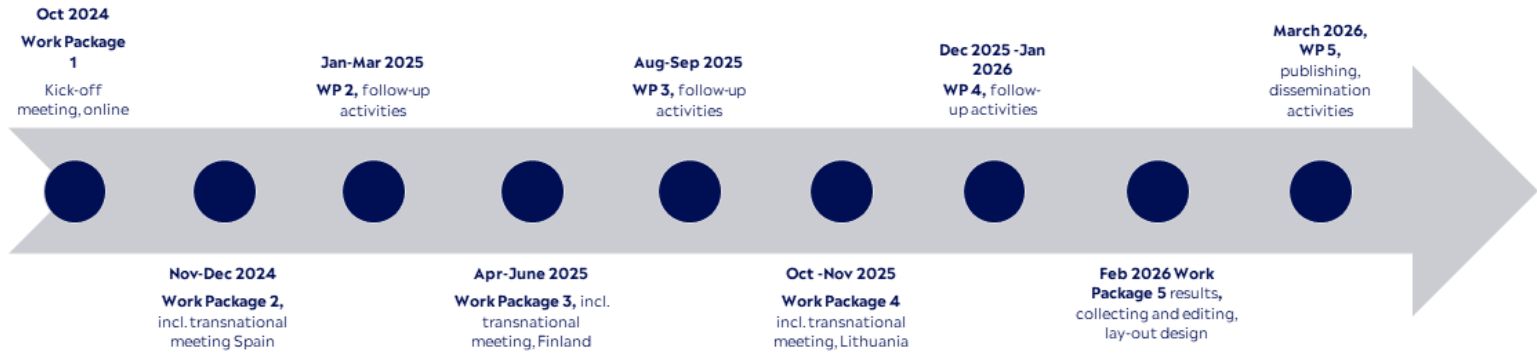 Oct 2024
Work Package
1
Kick-off
meeting, online
Nov-Dec 2024
Work Package 2,
incl. transnational
meeting Spain
Jan-Mar 2025
WP 2, follow-up
activities
Apr-June 2025
Work Package 3, incl.
transnational
meeting, Finland
Aug-Sep 2025
WP 3, follow-up
activities
Oct -Nov 2025
Work Package 4
incl. transnational
meeting, Lithuania
Dec 2025 -Jan
2026
WP 4, follow-
up activities
Feb 2026 Work
Package 5 results,
collecting and editing,
lay-out design
March 2026,
WP 5,
publishing,
dissemination
activities